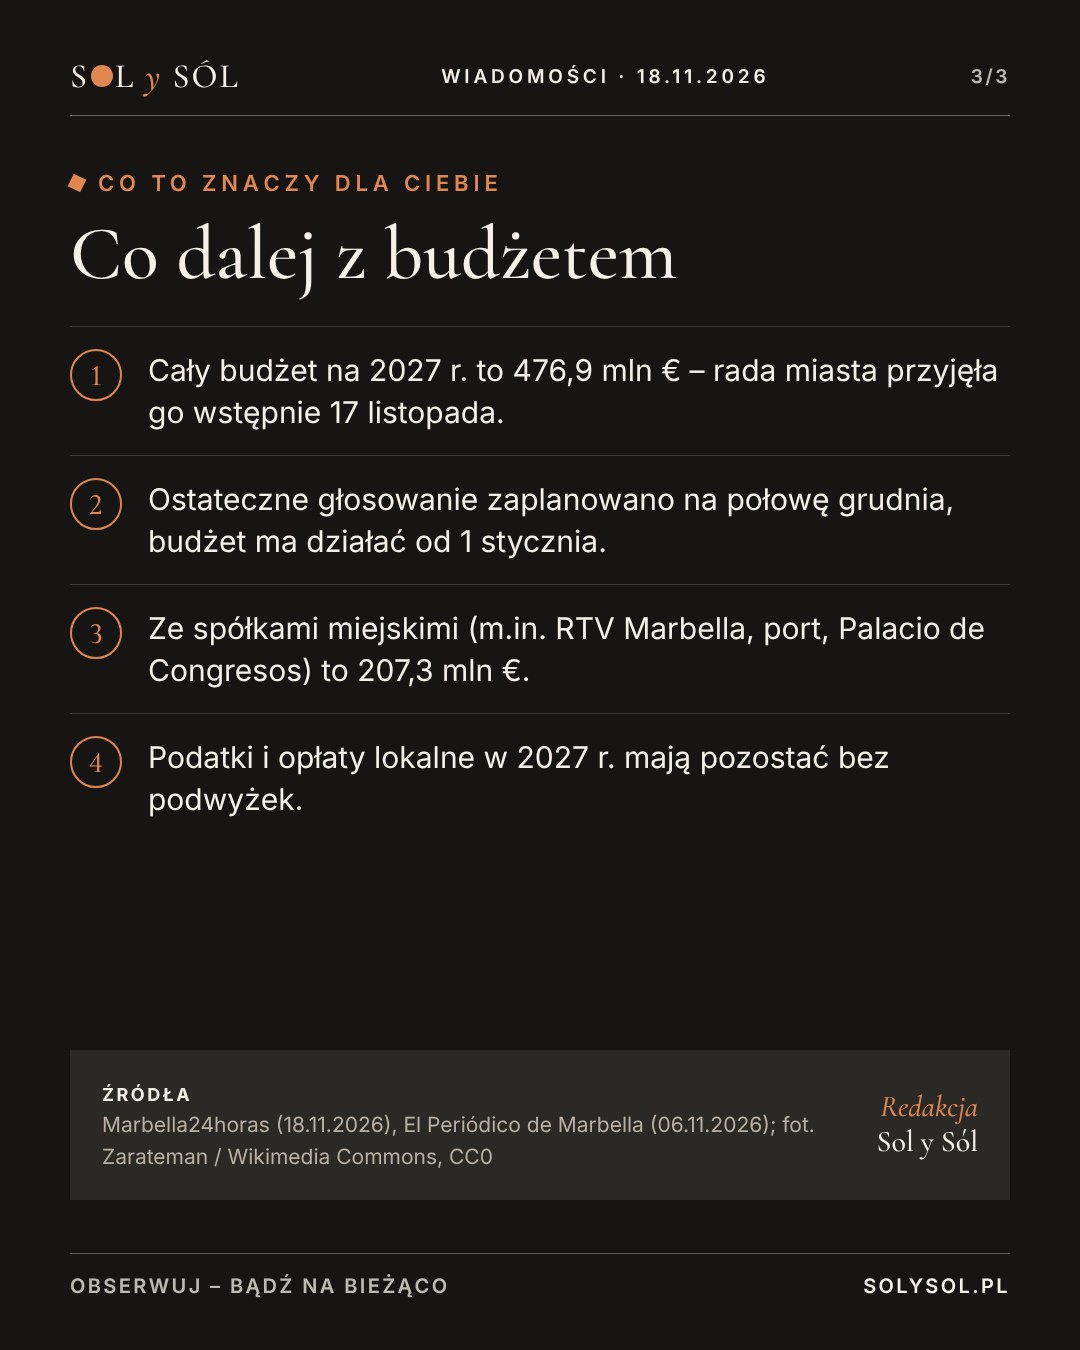 SOL y SÓL
WIADOMOŚCI · 18.11.2026
3/3
CO TO ZNACZY DLA CIEBIE
Co dalej z budżetem
1
Cały budżet na 2027 r. to 476,9 mln € – rada miasta przyjęła
go wstępnie 17 listopada.
2
Ostateczne głosowanie zaplanowano na połowę grudnia,
budżet ma działać od 1 stycznia.
3
Ze spółkami miejskimi (m.in. RTV Marbella, port, Palacio de
Congresos) to 207,3 mln €.
4
Podatki i opłaty lokalne w 2027 r. mają pozostać bez
podwyżek.
ŹRÓDŁA
Marbella24horas (18.11.2026), El Periódico de Marbella (06.11.2026); fot.
Zarateman / Wikimedia Commons, CC0
Redakcja
Sol y Sól
OBSERWUJ – BĄDŹ NA BIEŻĄCO
SOLYSOL.PL